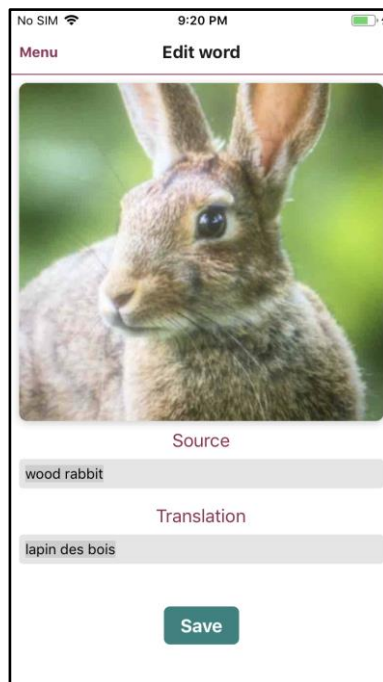 No SIM 9:20 PM
Menu Edit word
Source
wood rabbit
Translation
lapin des bois
Save